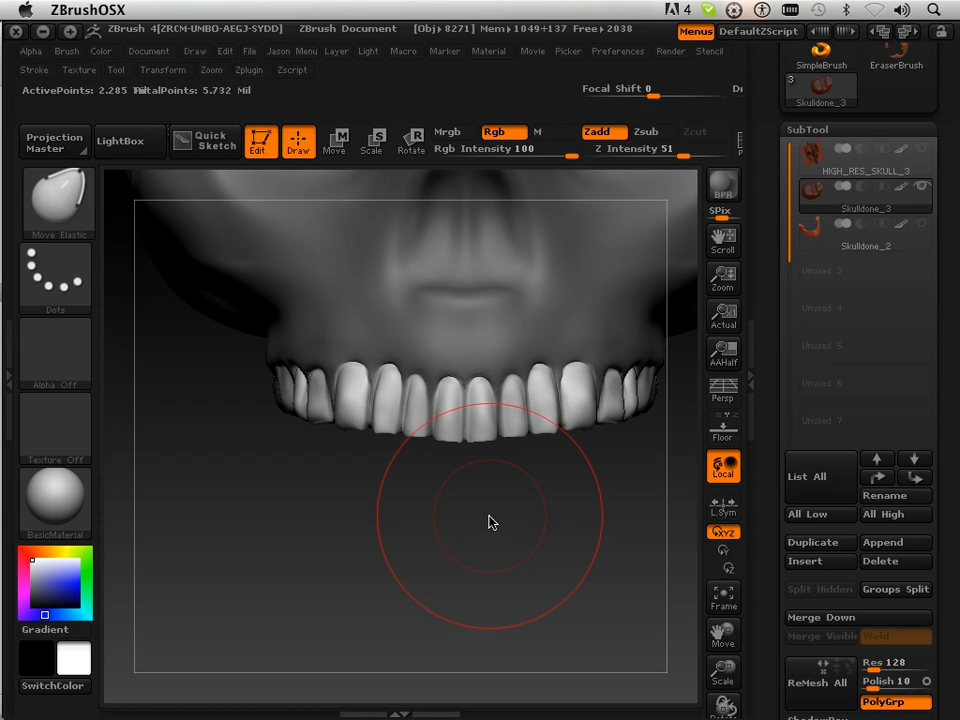 ZBrushOSX
4
ZBrush 4[ZRCM-UMBO-AEGJ-SYDD]
ZBrush Document
[Obj>8271] Mem>1049+137 Free>2038
Menus
DefaultZScript
Alpha Brush Color Document Draw Edit File Jason Menu Layer Light Macro Marker Material Movie Picker Preferences Render Stencil
Stroke Texture Tool Transform Zoom Zplugin Zscript
ActivePoints: 2.285
TotalPoints: 5.732 Mil
Focal Shift 0
Projection Master
LightBox
Quick Sketch
Edit
Draw
Move
Scale
Rotate
Mrgb Rgb M
Rgb Intensity 100
Zadd Zsub Zcut
Z Intensity 51
Move Elastic
Dots
Alpha Off
Texture Off
BasicMaterial
Gradient
SwitchColor
BPR
SPix
Scroll
Zoom
Actual
AAHalf
Persp
Floor
Local
L.Sym
XYZ
Frame
Move
Scale
SimpleBrush
EraserBrush
3
Skulldone_3
SubTool
HIGH_RES_SKULL_3
Skulldone_3
Skulldone_2
Unused 3
Unused 4
Unused 5
Unused 6
Unused 7
List All
Rename
All Low
All High
Duplicate
Append
Insert
Delete
Split Hidden
Groups Split
Merge Down
Merge Visible
Weld
ReMesh All
Res 128
Polish 10
PolyGrp